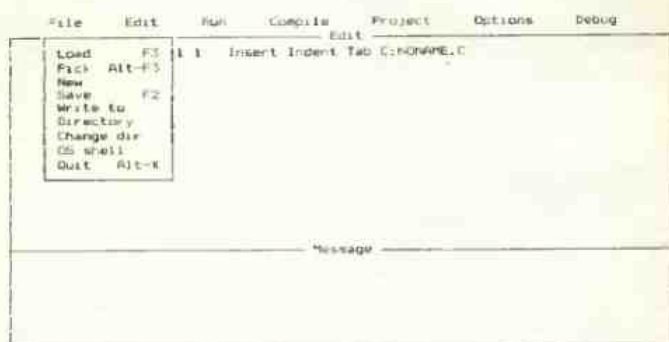 File Edit Run Compile Project Options Debug
Edit
Load F3
1 1 Insert Indent Tab C:NONAME.C
Pick Alt-F3
New
Save F2
Write to
Directory
Change dir
OS shell
Quit Alt-X
Message